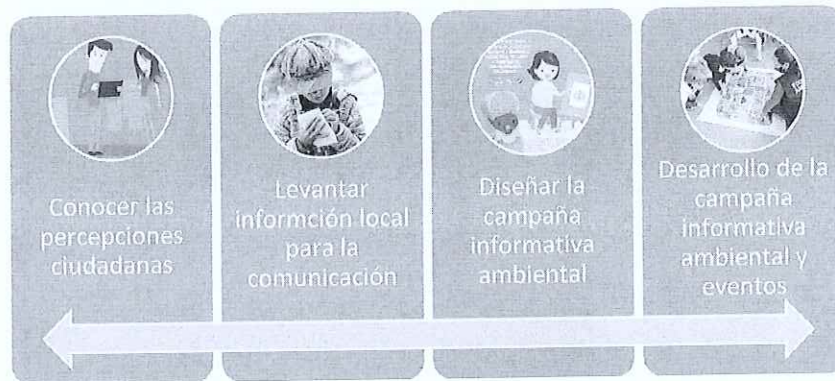 Conocer las
percepciones
ciudadanas
Levantar
informción local
para la
comunicación
Diseñar la
campaña
informativa
ambiental
Desarrollo de la
campaña
informativa
ambiental y
eventos